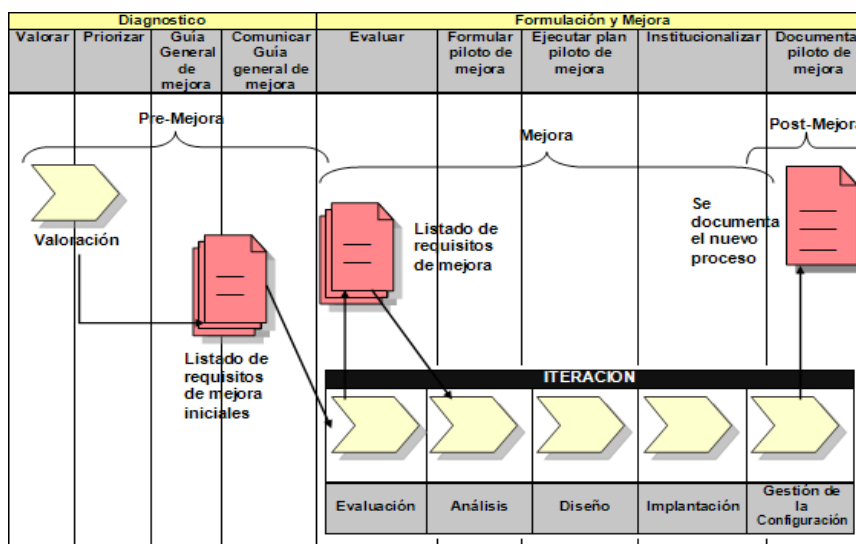 Diagnostico
Formulación y Mejora
Valorar
Priorizar
Guía
General
de
mejora
Comunicar
Guía
general de
mejora
Evaluar
Formular
piloto de
mejora
Ejecutar plan
piloto de
mejora
Institucionalizar
Documenta
piloto de
mejora
Pre-Mejora
Mejora
Post-Mejora
Valoración
Listado de
requisitos
de mejora
iniciales
Listado de
requisitos
de mejora
Se
documenta
el nuevo
proceso
ITERACION
Evaluación
Análisis
Diseño
Implantación
Gestión de
la
Configuración